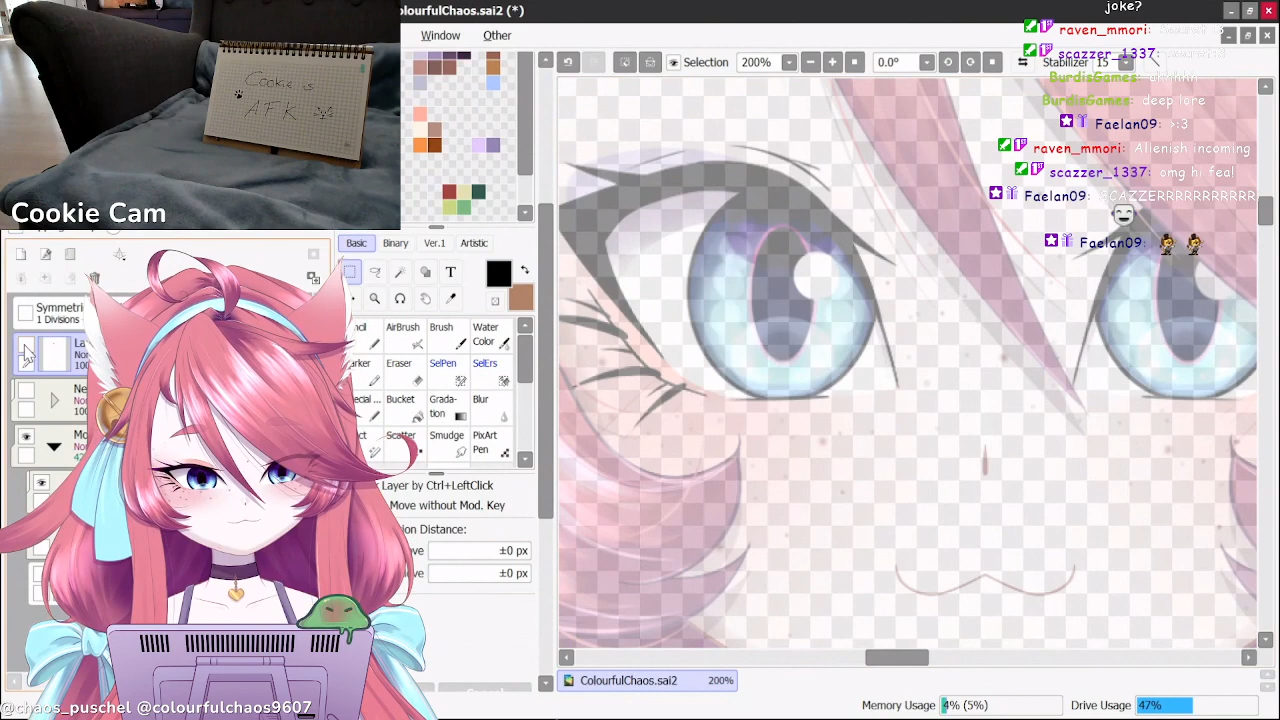 ColourfulChaos.sai2 (*)
Window Other
Selection 200% 0.0° Stabilizer 15
joke?
raven_mmori:
scazzer_1337:
BurdisGames: ahhhhh
BurdisGames: deep lore
Faelan09: >:3
raven_mmori: Allenish incoming
scazzer_1337: omg hi feal
Faelan09: SCAZZERRRRRRRRRRR
Faelan09:
Cookie is
AFK
Cookie Cam
Basic Binary Ver.1 Artistic
T
Symmetri
1 Divisions
AirBrush Brush Water Color
Eraser SelPen SelErs
Bucket Grada-tion Blur
Scatter Smudge PixArt Pen
Layer by Ctrl+LeftClick
Move without Mod. Key
ion Distance:
±0 px
±0 px
ColourfulChaos.sai2 200%
Memory Usage 4% (5%) Drive Usage 47%
@chaos_puschel @colourfulchaos9607